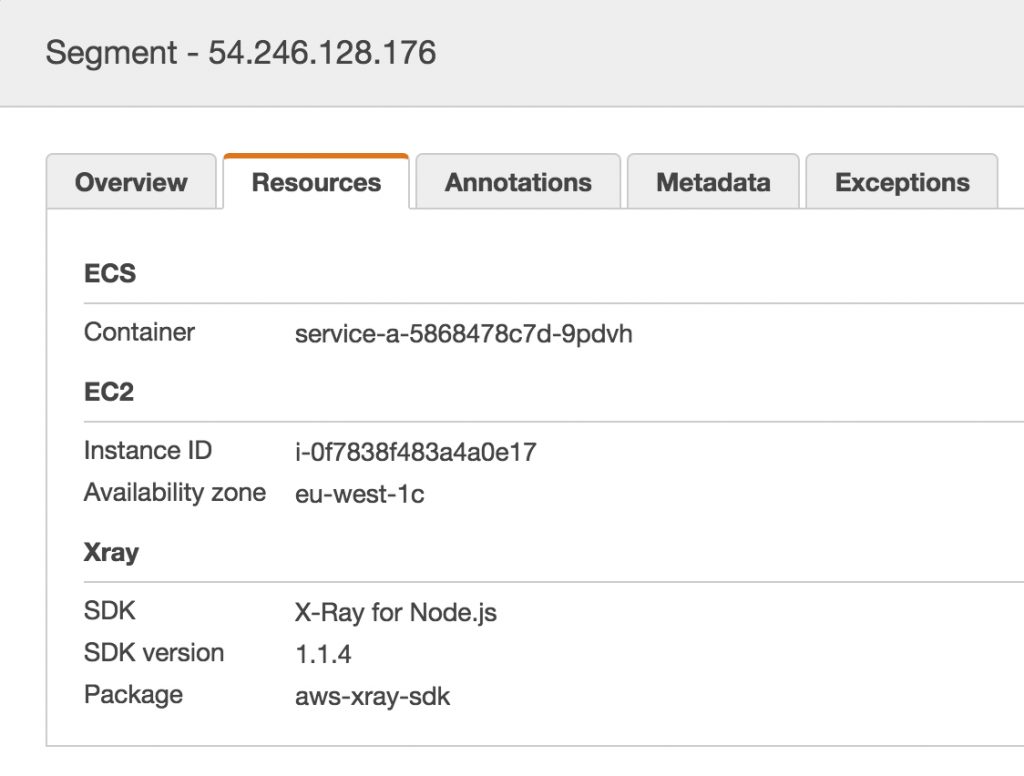 Segment - 54.246.128.176
Overview Resources Annotations Metadata Exceptions
ECS
Container service-a-5868478c7d-9pdvh
EC2
Instance ID i-0f7838f483a4a0e17
Availability zone eu-west-1c
Xray
SDK X-Ray for Node.js
SDK version 1.1.4
Package aws-xray-sdk